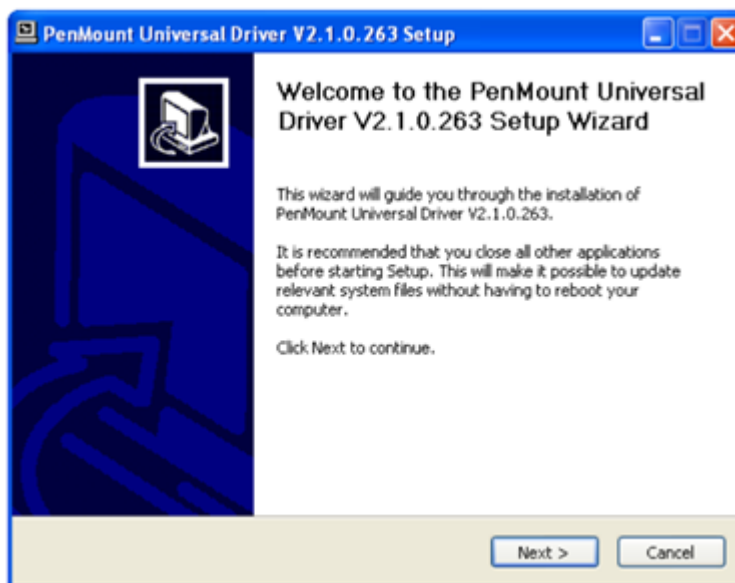 PenMount Universal Driver V2.1.0.263 Setup
Welcome to the PenMount Universal
Driver V2.1.0.263 Setup Wizard
This wizard will guide you through the installation of
PenMount Universal Driver V2.1.0.263.
It is recommended that you close all other applications
before starting Setup. This will make it possible to update
relevant system files without having to reboot your
computer.
Click Next to continue.
Next >
Cancel